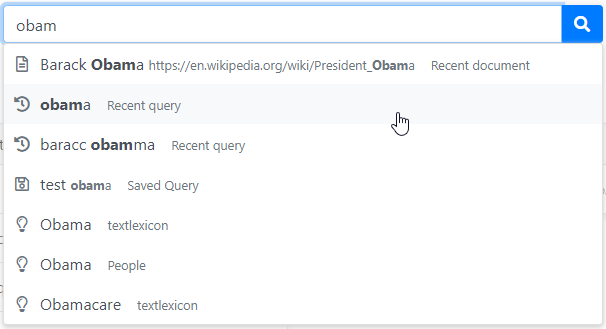 obam
Barack Obama https://en.wikipedia.org/wiki/President_Obama Recent document
obama Recent query
baracc obamma Recent query
test obama Saved Query
Obama textlexicon
Obama People
Obamacare textlexicon